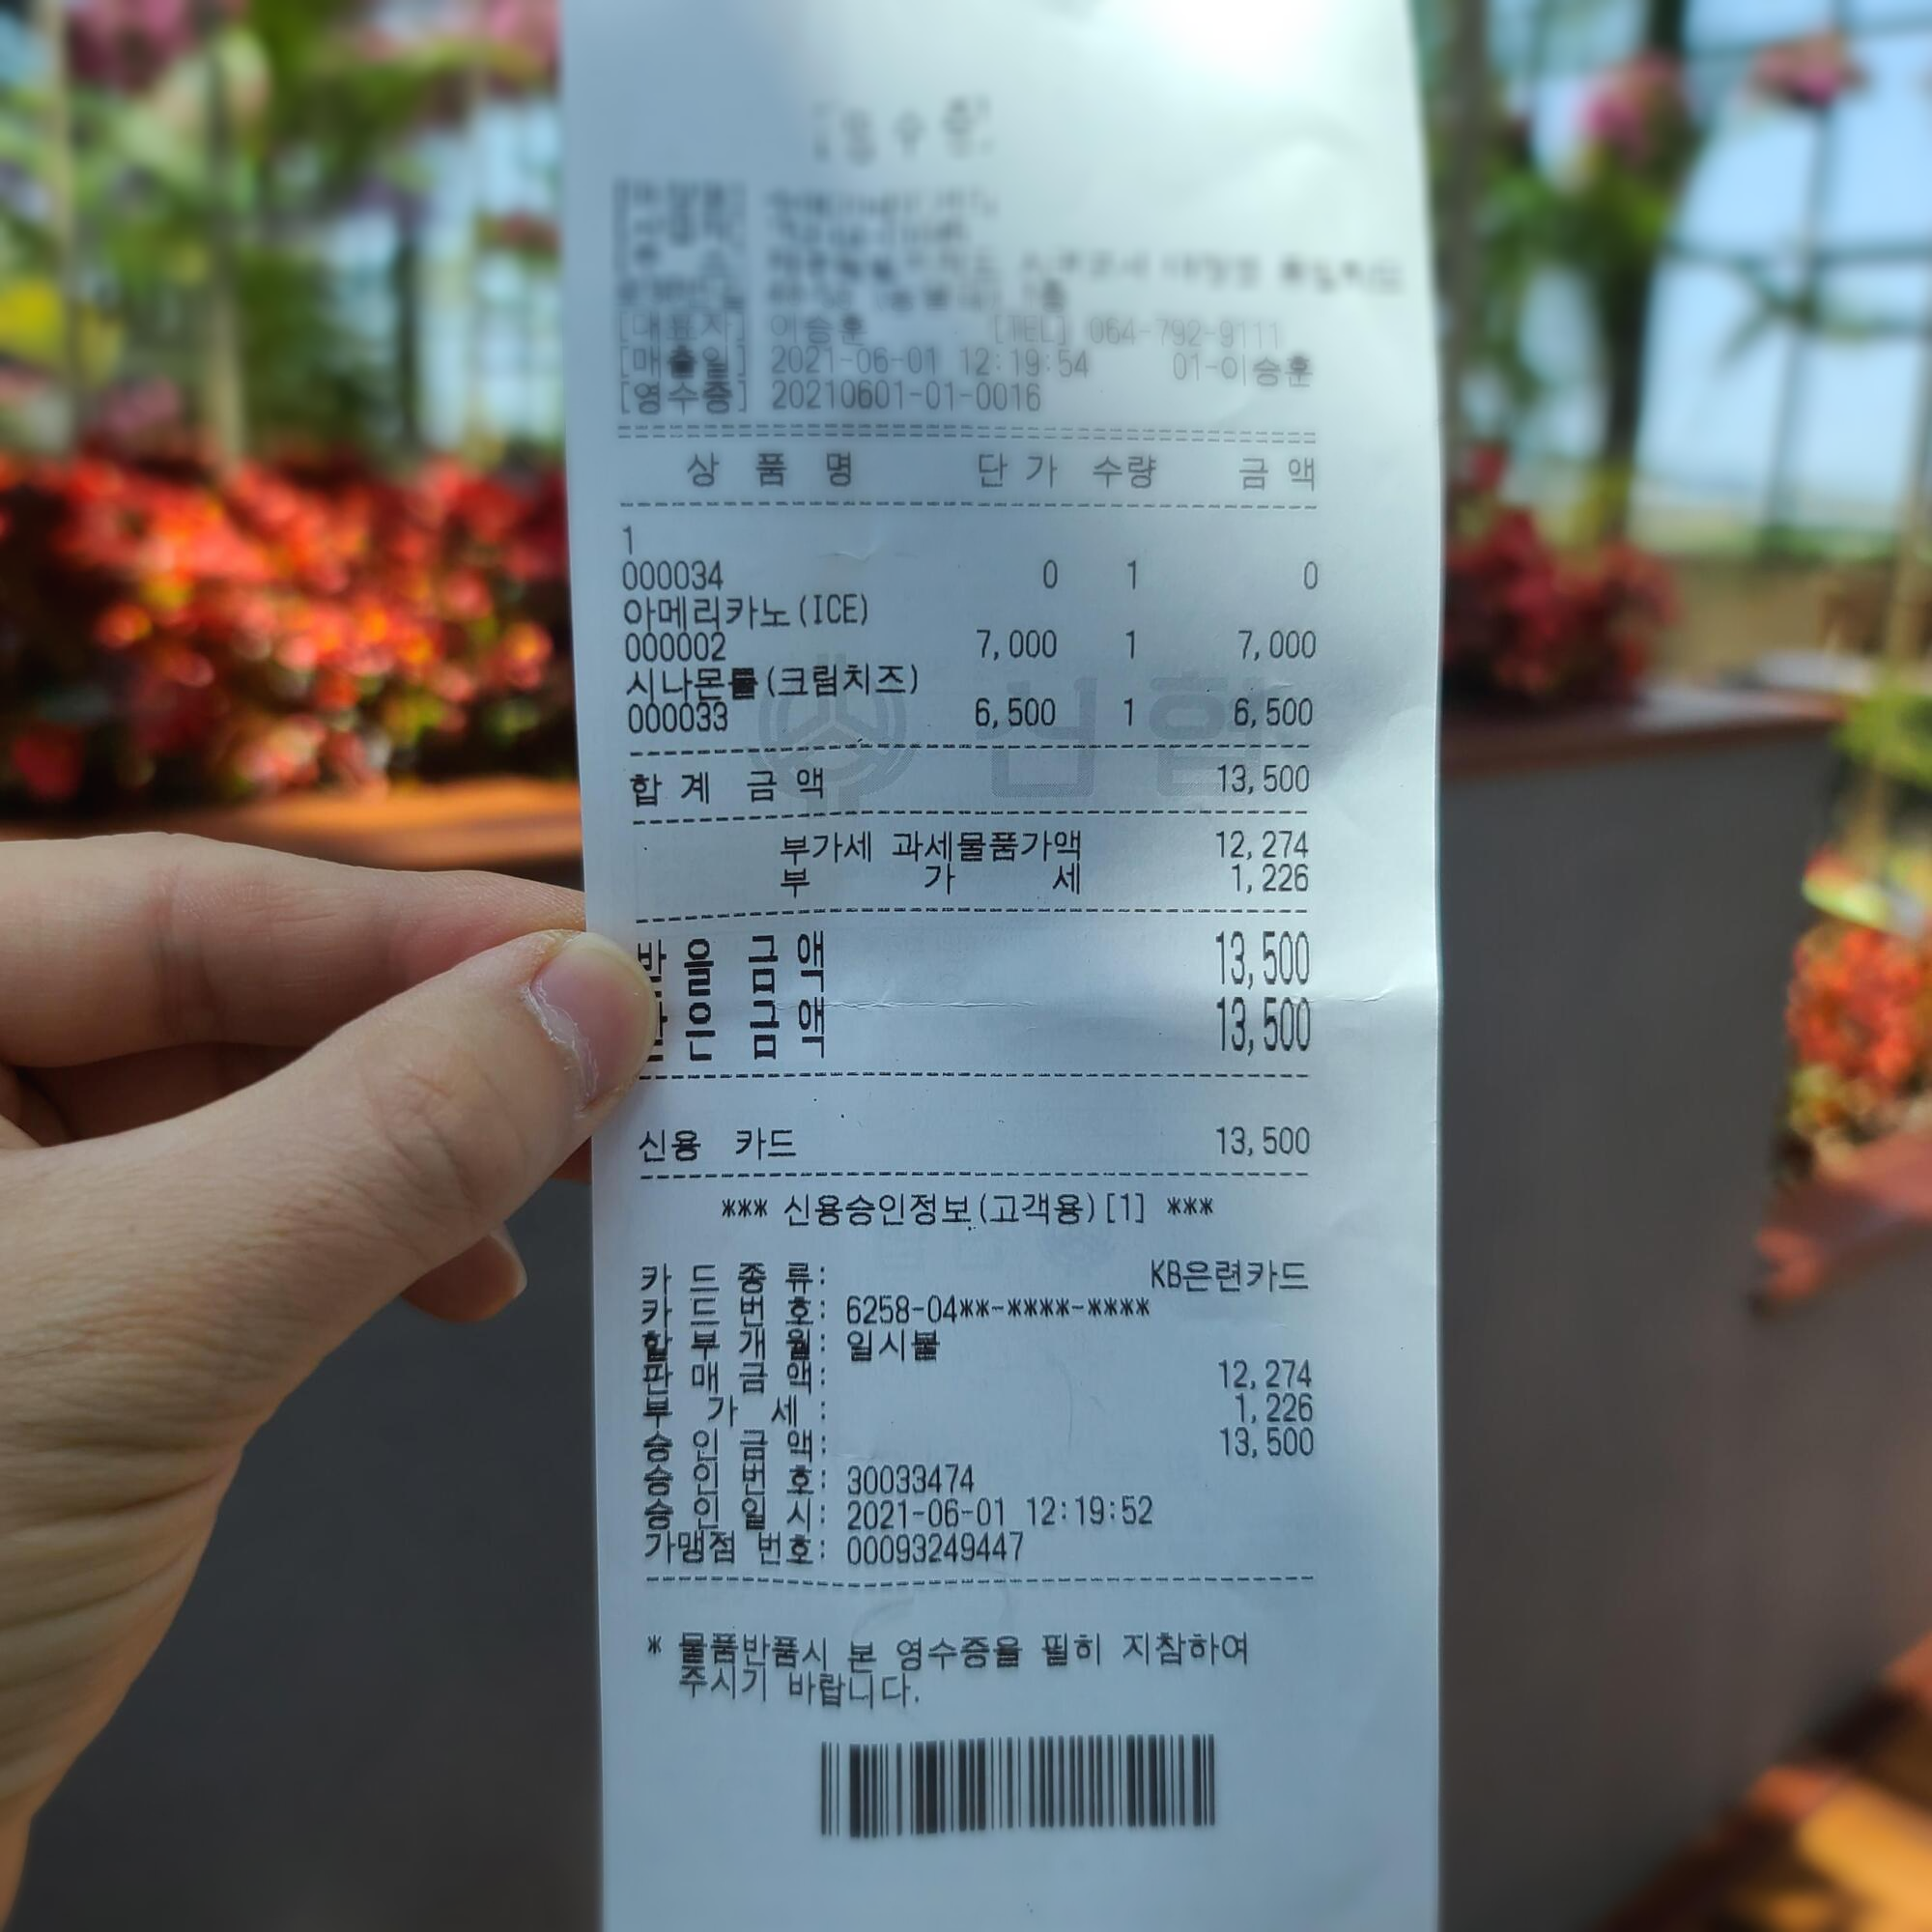 [영수증]
[대표자] 이승훈 [TEL] 064-792-9111
[매출일] 2021-06-01 12:19:54 01-이승훈
[영수증] 20210601-01-0016
상 품 명 단 가 수량 금 액
1
000034 0 1 0
아메리카노(ICE)
000002 7,000 1 7,000
시나몬롤(크림치즈)
000033 6,500 1 6,500
신협
합 계 금 액 13,500
부가세 과세물품가액 12,274
부 가 세 1,226
받 을 금 액 13,500
은 금 액 13,500
신용 카드 13,500
*** 신용승인정보(고객용)[1] ***
카 드 종 류: KB은련카드
카 드 번 호: 6258-04**-****-****
할 부 개 월: 일시불
판 매 금 액: 12,274
부 가 세 : 1,226
승 인 금 액: 13,500
승 인 번 호: 30033474
승 인 일 시: 2021-06-01 12:19:52
가맹점 번호: 00093249447
* 물품반품시 본 영수증을 필히 지참하여
주시기 바랍니다.